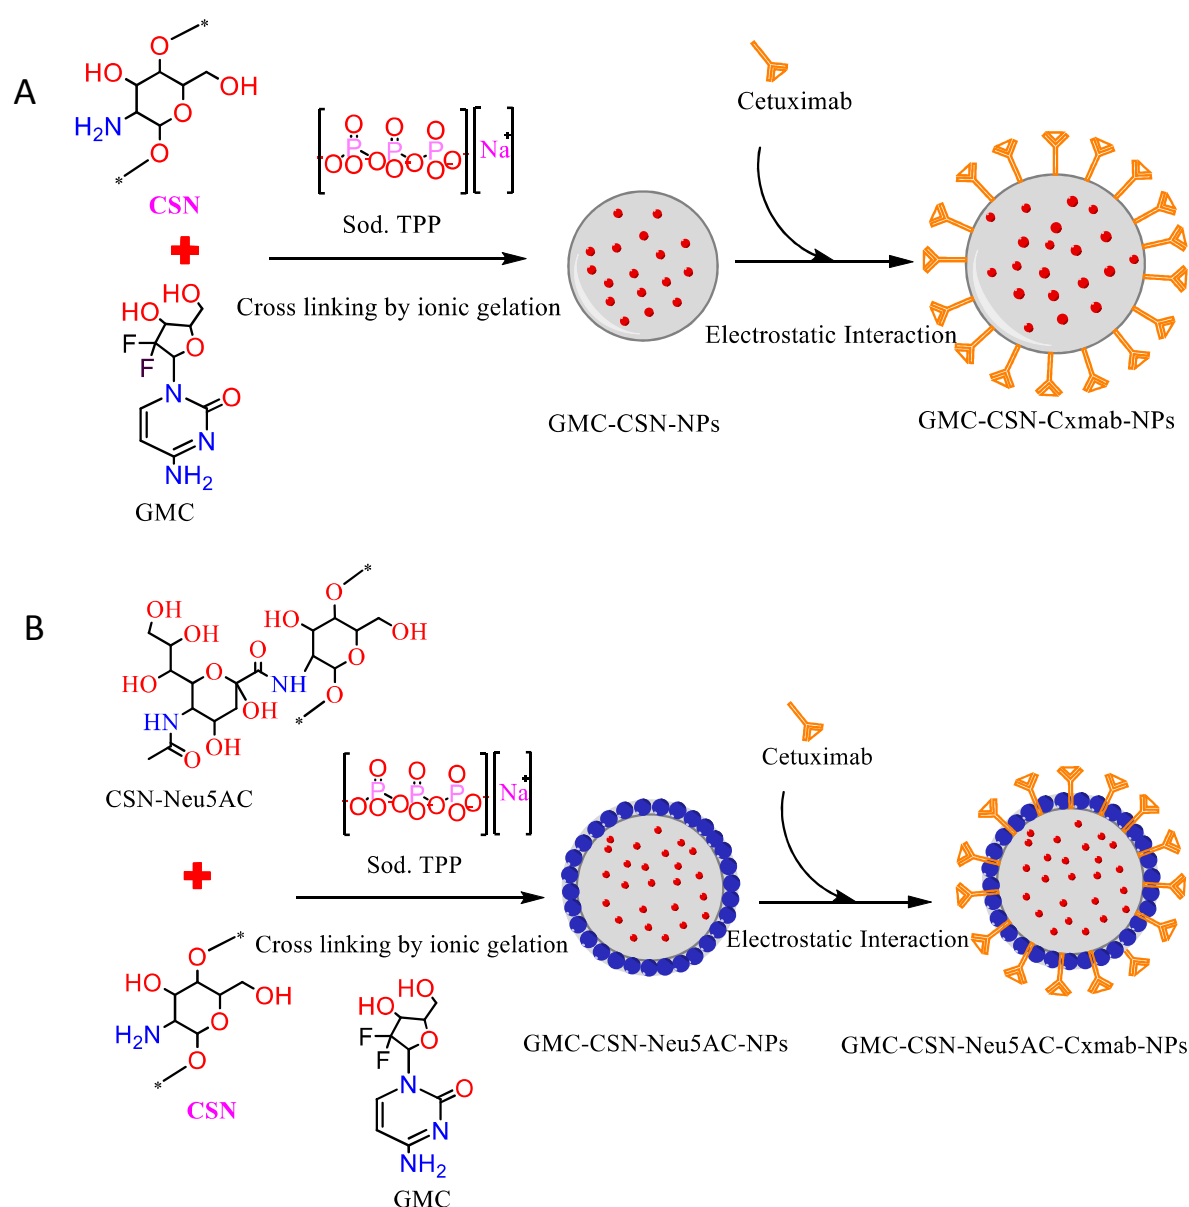 A
*
O
HO
OH
O
H2N
O
*
CSN
HO
HO
O
F
F
N
O
N
NH2
GMC
O O O
P P P
-O O- O O- O O- O-
Na+
Sod. TPP
Cross linking by ionic gelation
GMC-CSN-NPs
Cetuximab
Electrostatic Interaction
GMC-CSN-Cxmab-NPs
B
*
O
OH
HO
HO
OH
O
OH
O
O
HO
NH
O
HN
OH
*
O
OH
CSN-Neu5AC
*
O
HO
OH
O
H2N
O
*
CSN
O O O
P P P
-O O- O O- O O- O-
Na+
Sod. TPP
Cross linking by ionic gelation
HO
HO
O
F
F
N
O
N
NH2
GMC
GMC-CSN-Neu5AC-NPs
Cetuximab
Electrostatic Interaction
GMC-CSN-Neu5AC-Cxmab-NPs